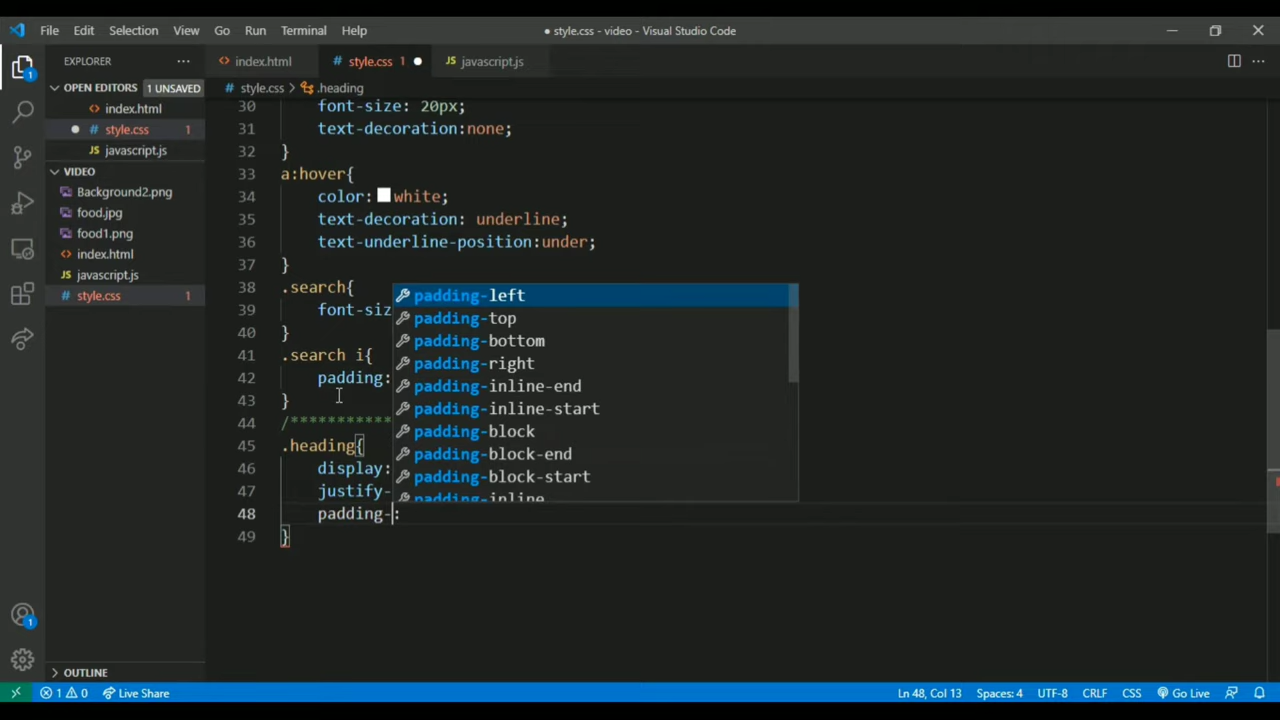 File Edit Selection View Go Run Terminal Help
● style.css - video - Visual Studio Code
EXPLORER
OPEN EDITORS 1 UNSAVED
index.html
# style.css 1
JS javascript.js
VIDEO
Background2.png
food.jpg
food1.png
index.html
JS javascript.js
# style.css 1
OUTLINE
index.html # style.css 1 ● JS javascript.js
# style.css > .heading
30 font-size: 20px;
31 text-decoration:none;
32 }
33 a:hover{
34 color: white;
35 text-decoration: underline;
36 text-underline-position:under;
37 }
38 .search{
39 font-siz
40 }
41 .search i{
42 padding:
43 }
44 /************
45 .heading{
46 display:
47 justify-
48 padding-:
49 }
padding-left
padding-top
padding-bottom
padding-right
padding-inline-end
padding-inline-start
padding-block
padding-block-end
padding-block-start
padding-inline
1
1
1 0 Live Share
Ln 48, Col 13 Spaces: 4 UTF-8 CRLF CSS Go Live